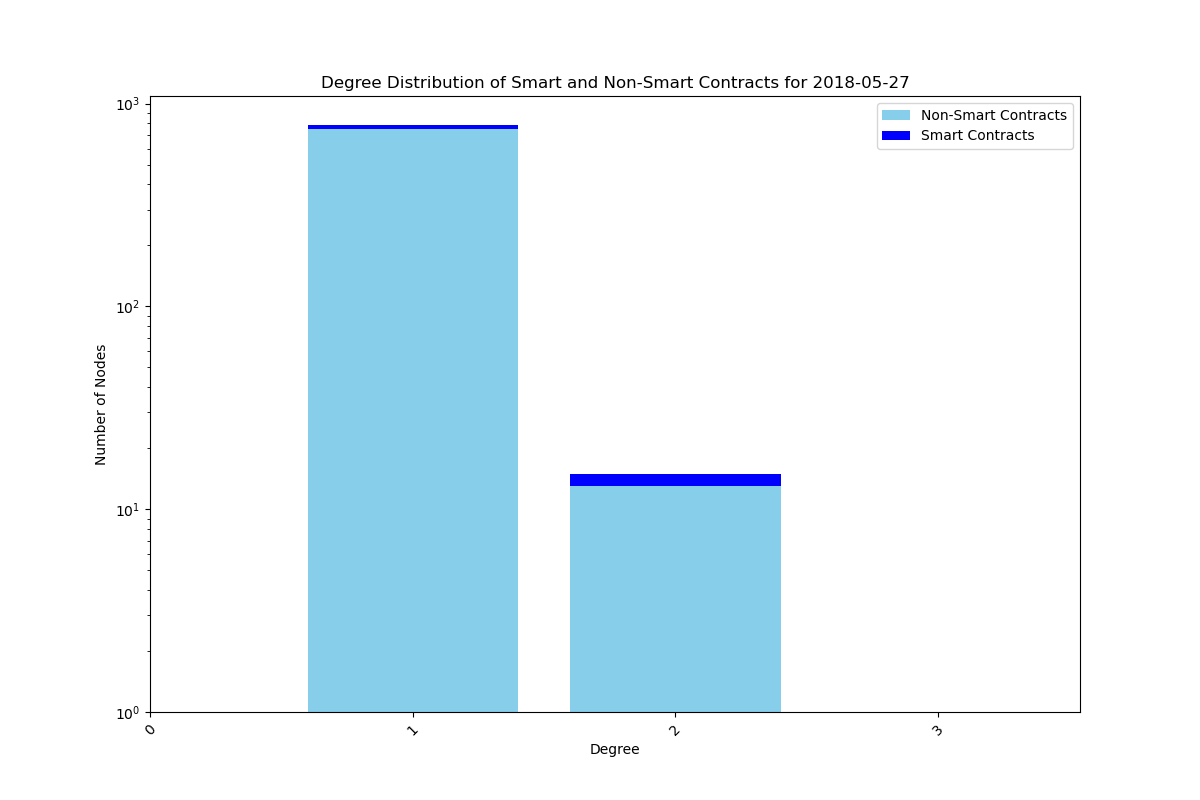 Degree Distribution of Smart and Non-Smart Contracts for 2018-05-27
Non-Smart Contracts
Smart Contracts
Number of Nodes
10³
10²
10¹
10⁰
0
1
2
3
Degree